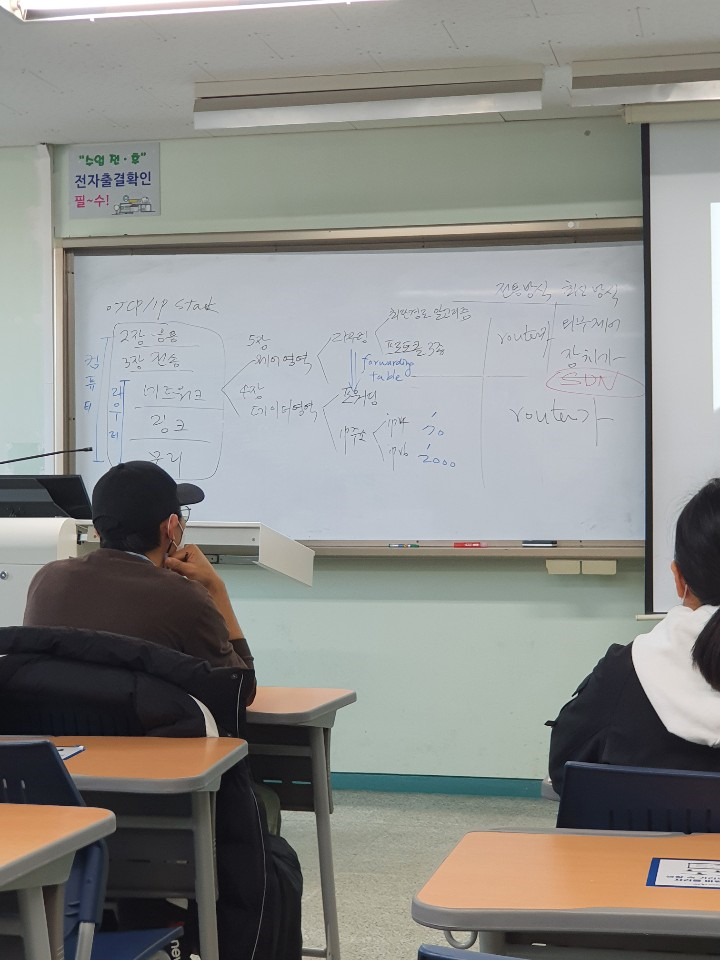 "수업 전·후"
전자출결확인
필~수!
TCP/IP Stack
2장 응용
3장 전송
네트워크
링크
물리
컴퓨터
라우터
5장
제어영역
4장
데이터영역
라우팅
최단경로 알고리즘
프로토콜 3종
forwarding
table
포워딩
ip주소
ipv4
ipv6
전통방식 최신방식
router가
외부제어
장치가
SDN
router가